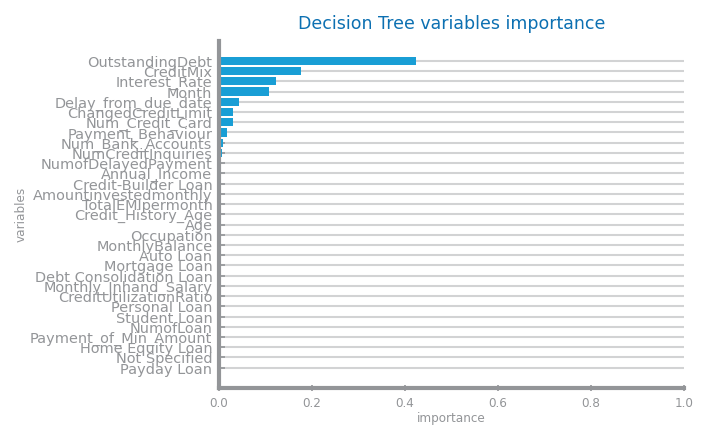 Decision Tree variables importance
OutstandingDebt
CreditMix
Interest_Rate
Month
Delay_from_due_date
ChangedCreditLimit
Num_Credit_Card
Payment_Behaviour
Num_Bank_Accounts
NumCreditInquiries
NumofDelayedPayment
Annual_Income
Credit-Builder Loan
Amountinvestedmonthly
TotalEMIpermonth
Credit_History_Age
Age
Occupation
MonthlyBalance
Auto Loan
Mortgage Loan
Debt Consolidation Loan
Monthly_Inhand_Salary
CreditUtilizationRatio
Personal Loan
Student Loan
NumofLoan
Payment_of_Min_Amount
Home Equity Loan
Not Specified
Payday Loan
variables
0.0 0.2 0.4 0.6 0.8 1.0
importance